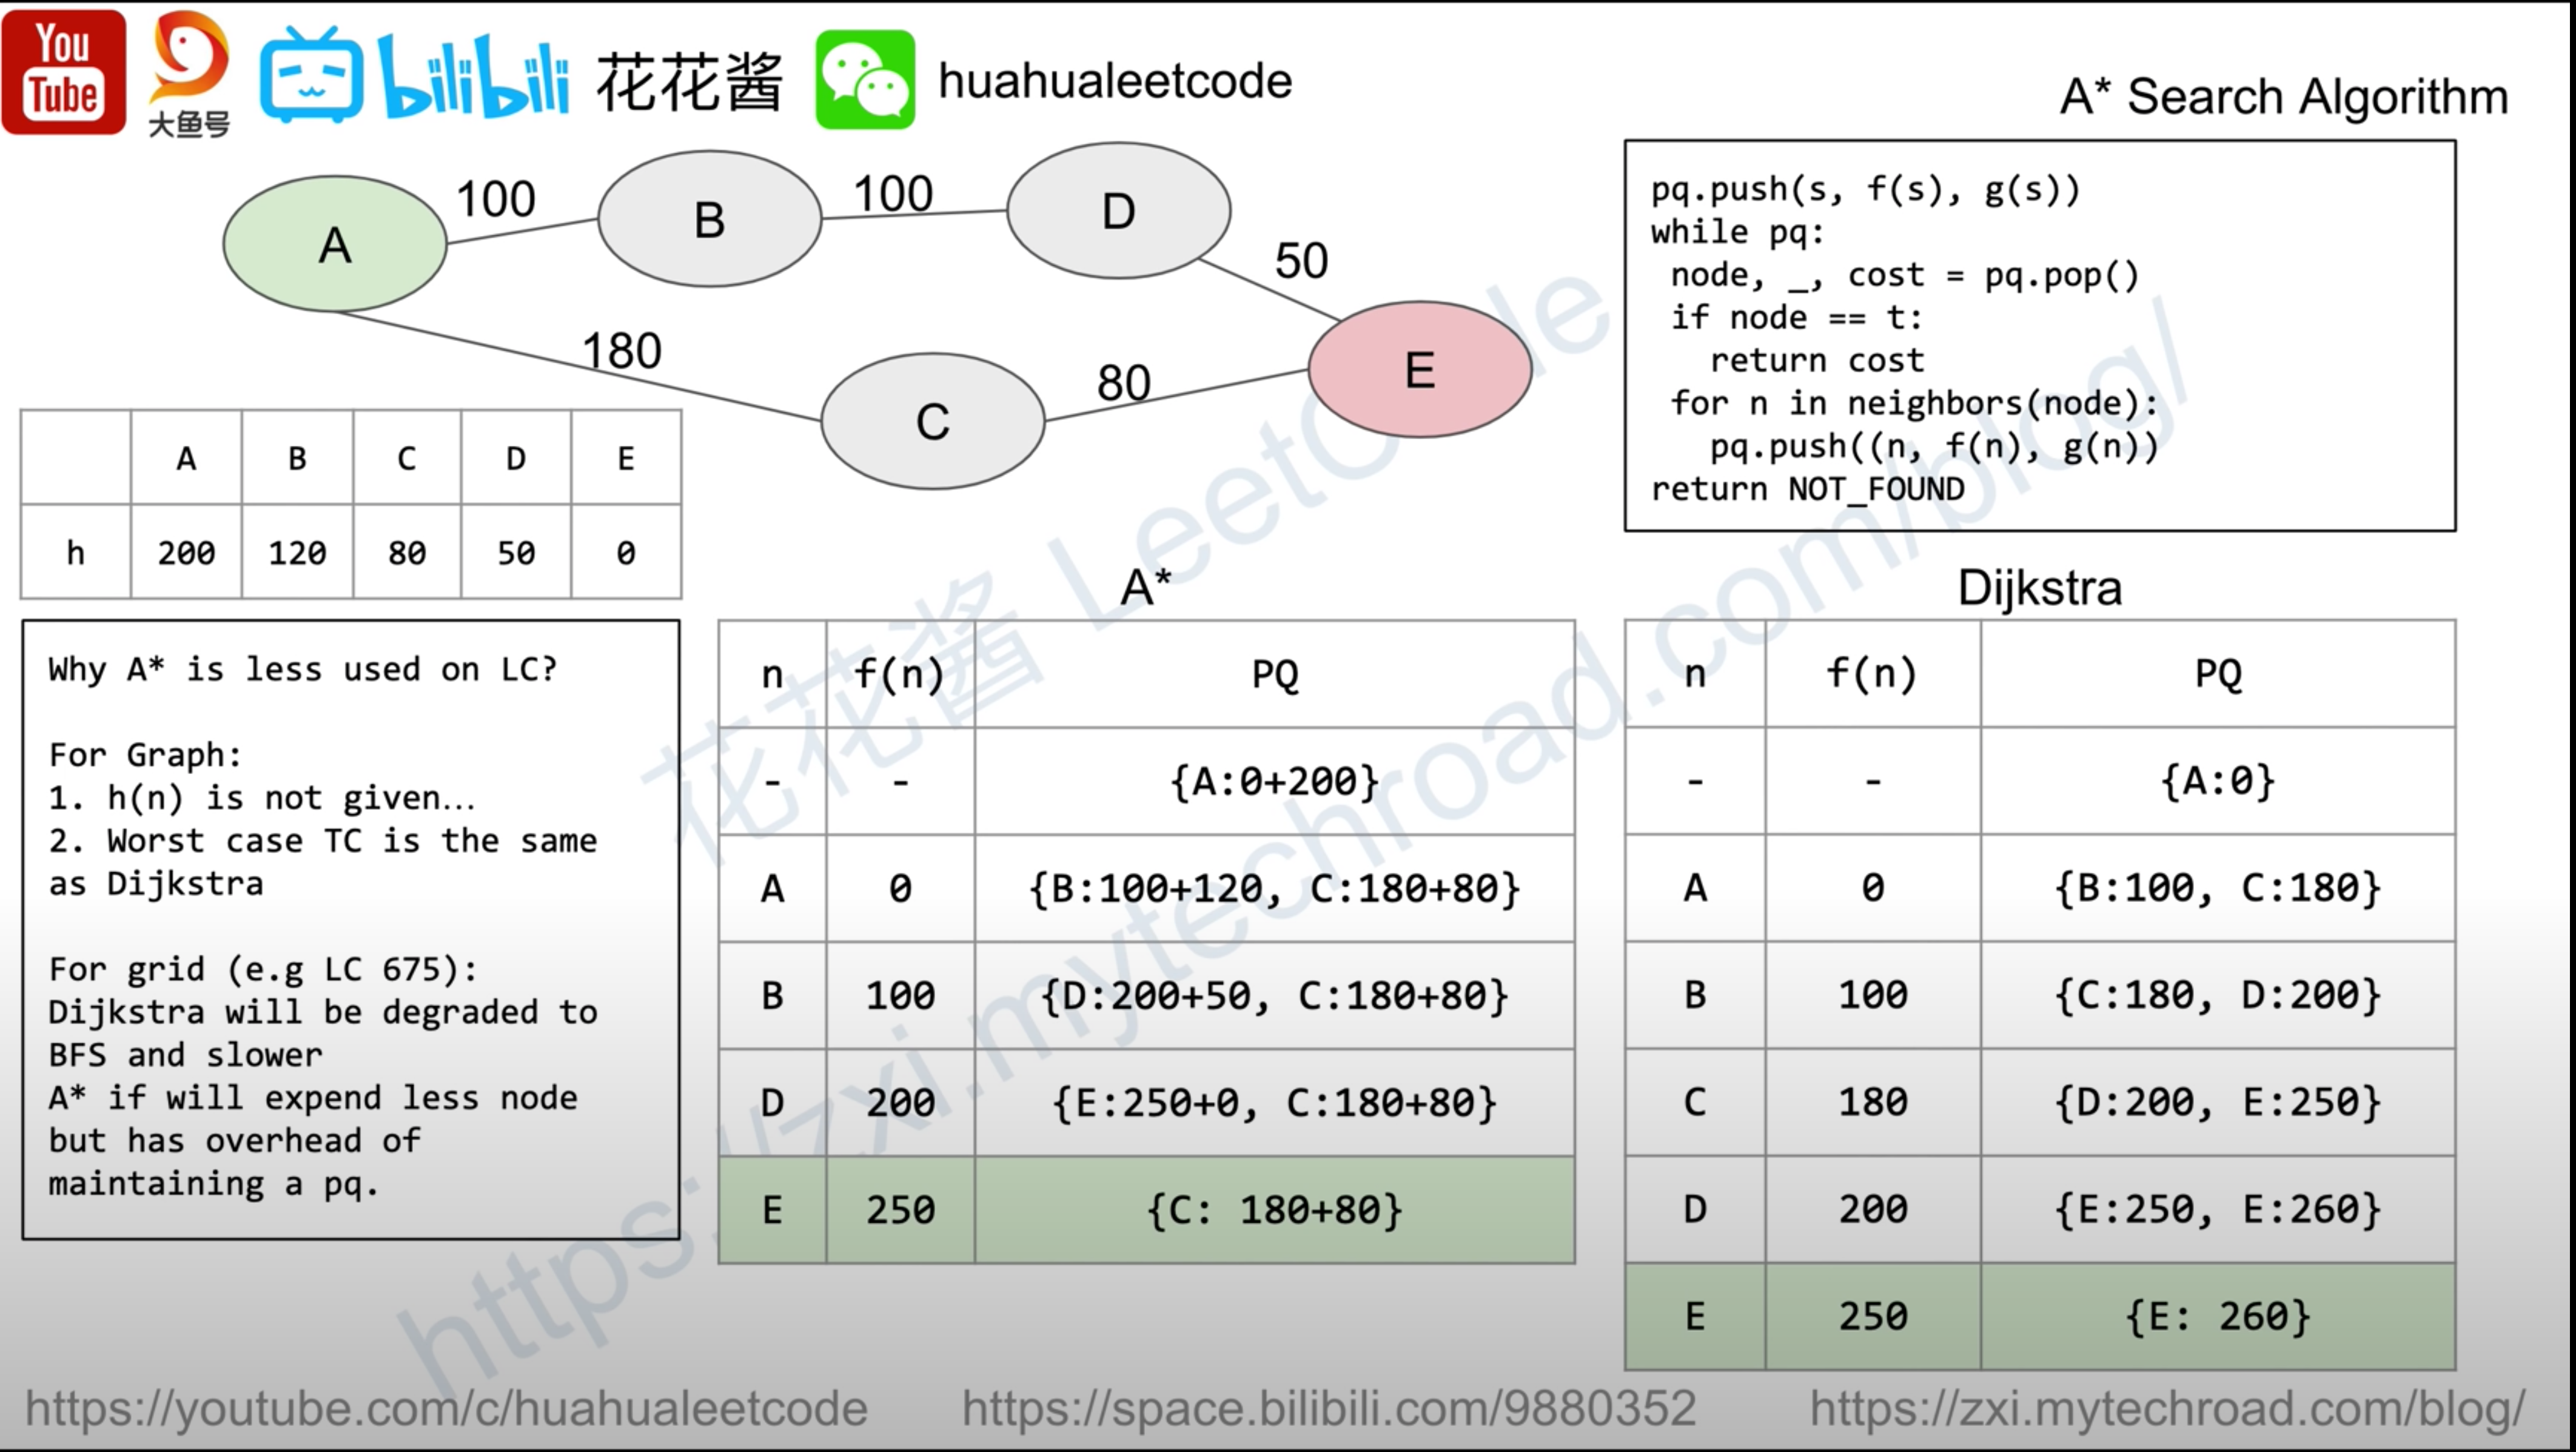 You
Tube
大鱼号
bilibili
花花酱
huahualeetcode
A* Search Algorithm
A
100
B
100
D
50
E
180
C
80
A B C D E
h 200 120 80 50 0
pq.push(s, f(s), g(s))
while pq:
node, _, cost = pq.pop()
if node == t:
return cost
for n in neighbors(node):
pq.push((n, f(n), g(n))
return NOT_FOUND
Why A* is less used on LC?
For Graph:
1. h(n) is not given…
2. Worst case TC is the same
as Dijkstra
For grid (e.g LC 675):
Dijkstra will be degraded to
BFS and slower
A* if will expend less node
but has overhead of
maintaining a pq.
A*
n f(n) PQ
- - {A:0+200}
A 0 {B:100+120, C:180+80}
B 100 {D:200+50, C:180+80}
D 200 {E:250+0, C:180+80}
E 250 {C: 180+80}
Dijkstra
n f(n) PQ
- - {A:0}
A 0 {B:100, C:180}
B 100 {C:180, D:200}
C 180 {D:200, E:250}
D 200 {E:250, E:260}
E 250 {E: 260}
花花酱 LeetCode
https://zxi.mytechroad.com/blog/
https://youtube.com/c/huahualeetcode
https://space.bilibili.com/9880352
https://zxi.mytechroad.com/blog/